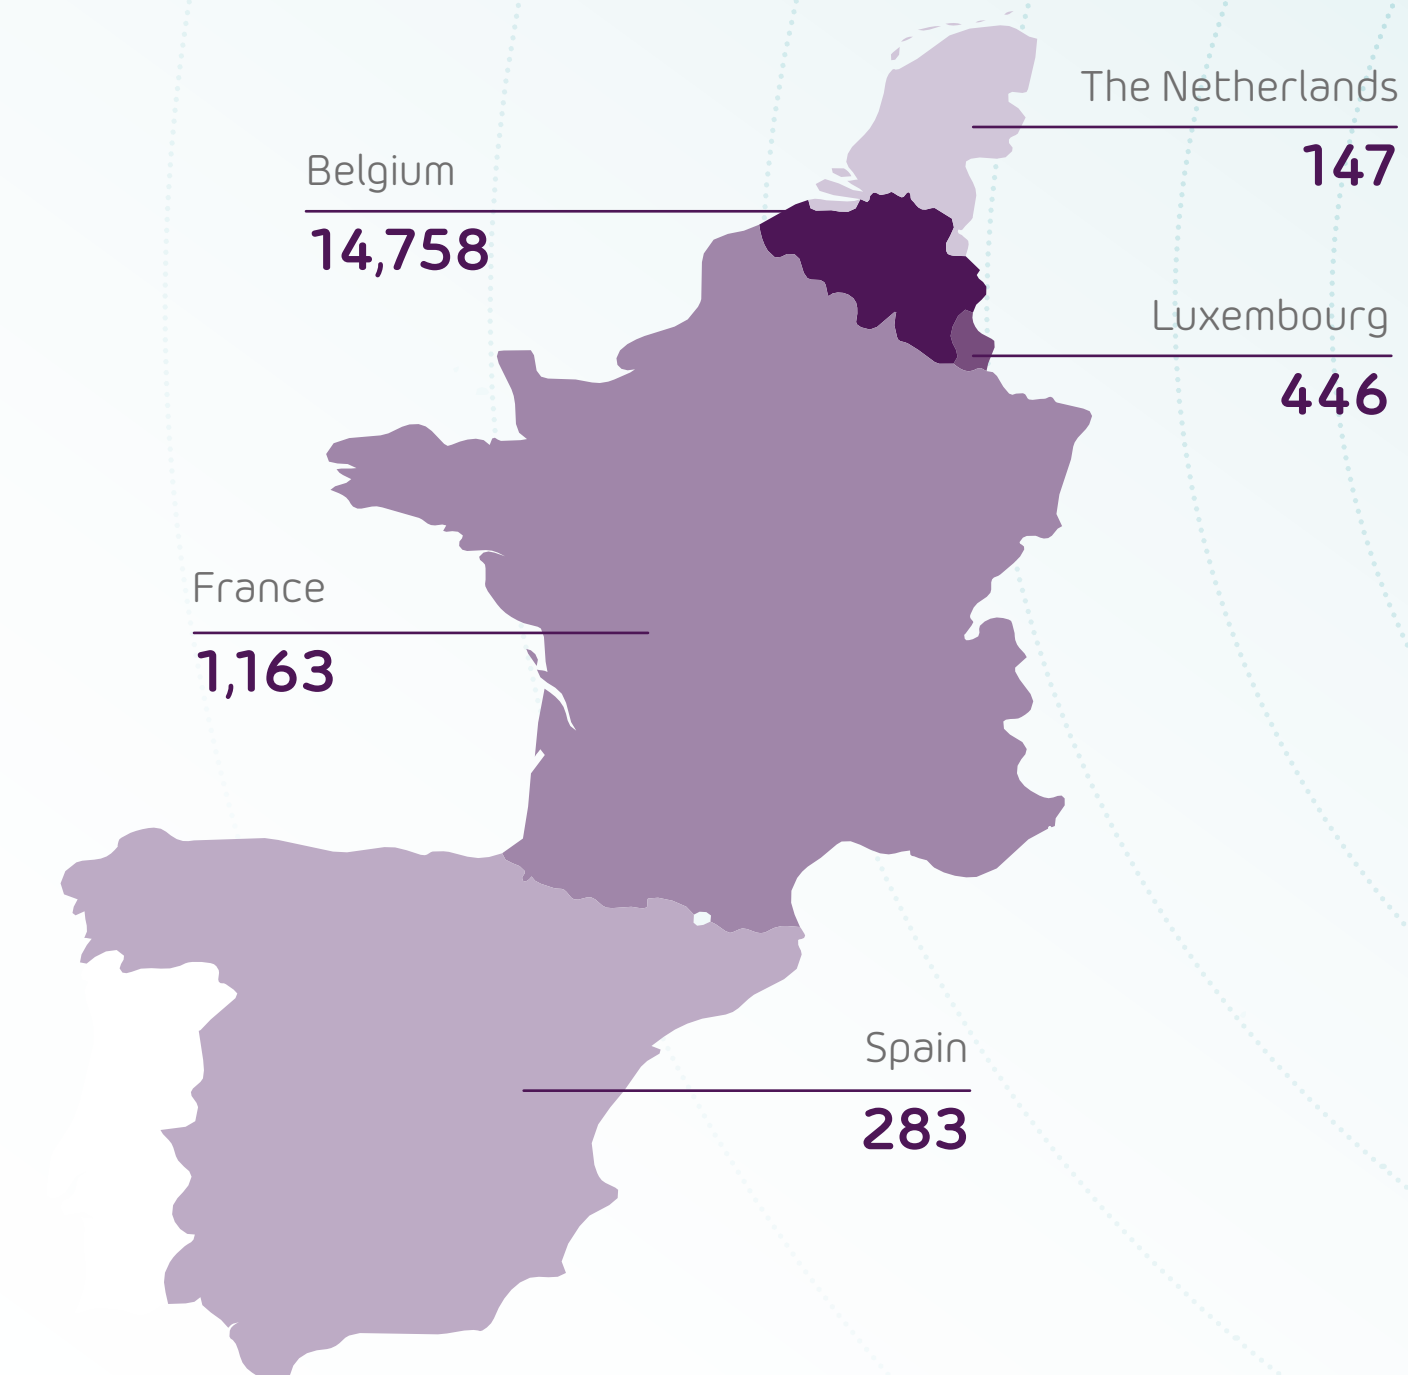 The Netherlands
147
Belgium
14,758
Luxembourg
446
France
1,163
Spain
283